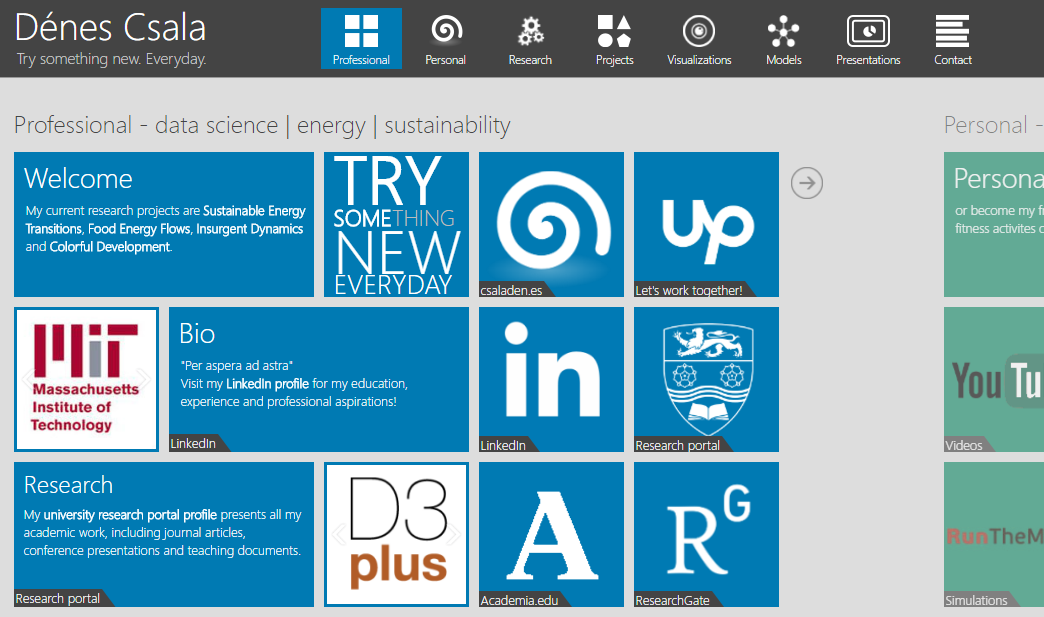 Dénes Csala
Try something new. Everyday.
Professional
Personal
Research
Projects
Visualizations
Models
Presentations
Contact
Professional - data science | energy | sustainability
Personal -
Welcome
My current research projects are Sustainable Energy
Transitions, Food Energy Flows, Insurgent Dynamics
and Colorful Development.
TRY
SOMETHING
NEW
EVERYDAY
csaladen.es
up
Let's work together!
Persona
or become my f
fitness activites
MIT
Massachusetts
Institute of
Technology
Bio
"Per aspera ad astra"
Visit my LinkedIn profile for my education,
experience and professional aspirations!
LinkedIn
in
LinkedIn
Research portal
YouTu
Videos
Research
My university research portal profile presents all my
academic work, including journal articles,
conference presentations and teaching documents.
Research portal
D3
plus
A
Academia.edu
RG
ResearchGate
RunTheM
Simulations